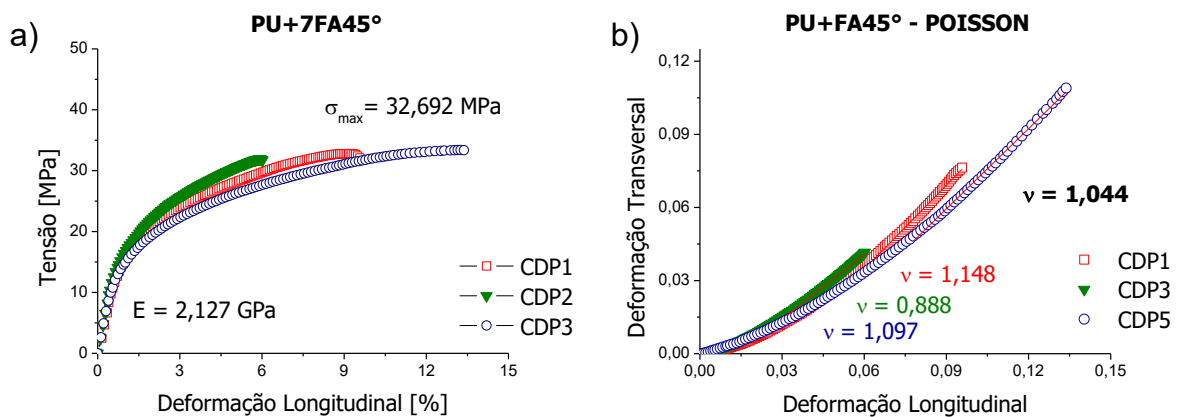 a)
PU+7FA45°
50
40
30
20
10
0
Tensão [MPa]
σmax = 32,692 MPa
E = 2,127 GPa
CDP1
CDP2
CDP3
0 3 6 9 12 15
Deformação Longitudinal [%]
b)
PU+FA45° - POISSON
0,12
0,09
0,06
0,03
0,00
Deformação Transversal
ν = 1,044
ν = 1,148
ν = 0,888
ν = 1,097
CDP1
CDP3
CDP5
0,00 0,03 0,06 0,09 0,12 0,15
Deformação Longitudinal